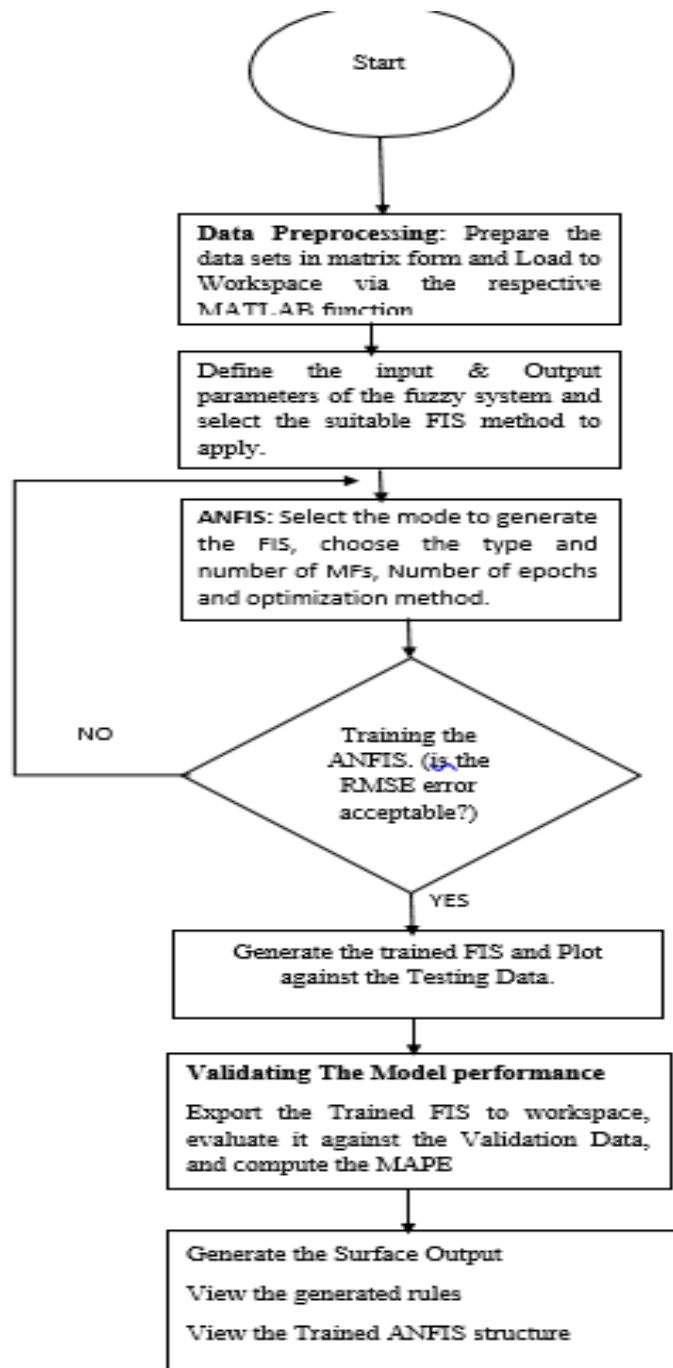 Start
Data Preprocessing: Prepare the
data sets in matrix form and Load to
Workspace via the respective
MATLAB function
Define the input & Output
parameters of the fuzzy system and
select the suitable FIS method to
apply.
ANFIS: Select the mode to generate
the FIS, choose the type and
number of MFs, Number of epochs
and optimization method.
NO
Training the
ANFIS. (is the
RMSE error
acceptable?)
YES
Generate the trained FIS and Plot
against the Testing Data.
Validating The Model performance
Export the Trained FIS to workspace,
evaluate it against the Validation Data,
and compute the MAPE
Generate the Surface Output
View the generated rules
View the Trained ANFIS structure